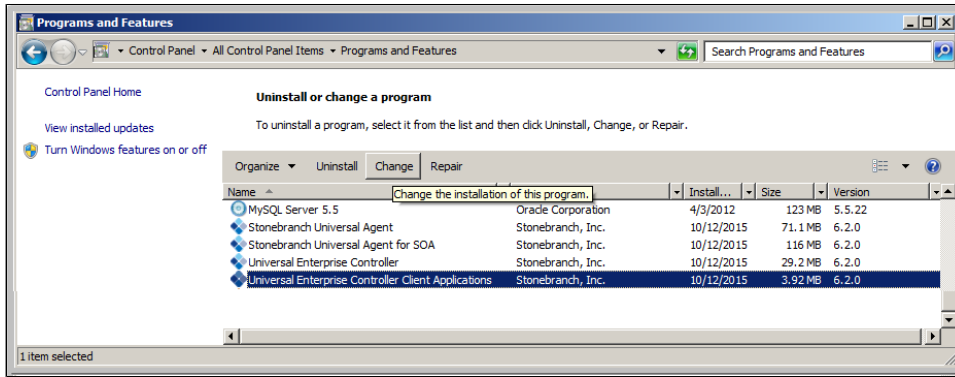 Programs and Features
Control Panel All Control Panel Items Programs and Features Search Programs and Features
Control Panel Home
Uninstall or change a program
View installed updates To uninstall a program, select it from the list and then click Uninstall, Change, or Repair.
Turn Windows features on or off
Organize Uninstall Change Repair
Name Install... Size Version
Change the installation of this program.
MySQL Server 5.5 Oracle Corporation 4/3/2012 123 MB 5.5.22
Stonebranch Universal Agent Stonebranch, Inc. 10/12/2015 71.1 MB 6.2.0
Stonebranch Universal Agent for SOA Stonebranch, Inc. 10/12/2015 116 MB 6.2.0
Universal Enterprise Controller Stonebranch, Inc. 10/12/2015 29.2 MB 6.2.0
Universal Enterprise Controller Client Applications Stonebranch, Inc. 10/12/2015 3.92 MB 6.2.0
1 item selected